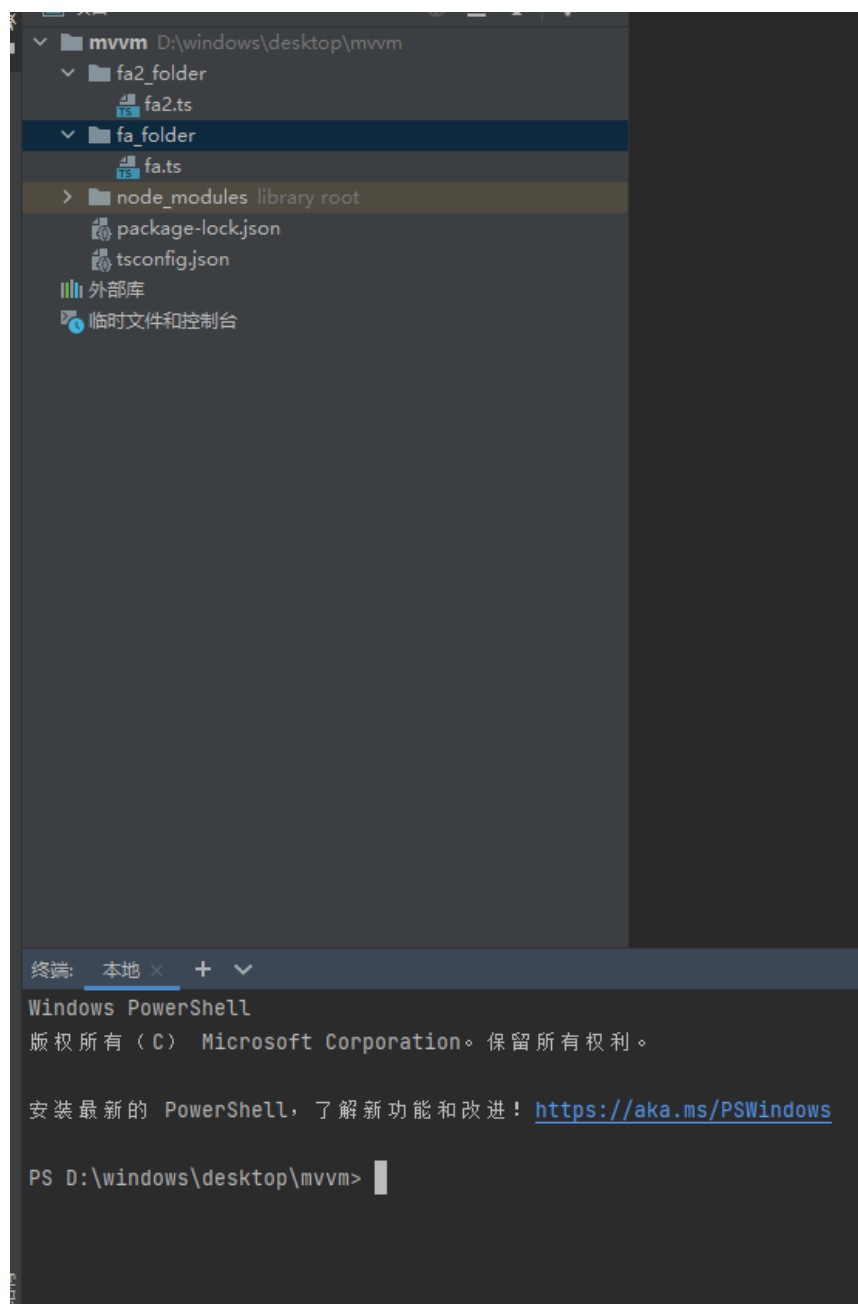 mvvm D:\windows\desktop\mvvm
fa2_folder
fa2.ts
fa_folder
fa.ts
node_modules library root
package-lock.json
tsconfig.json
外部库
临时文件和控制台
终端: 本地
Windows PowerShell
版权所有（C） Microsoft Corporation。保留所有权利。
安装最新的 PowerShell，了解新功能和改进！https://aka.ms/PSWindows
PS D:\windows\desktop\mvvm>